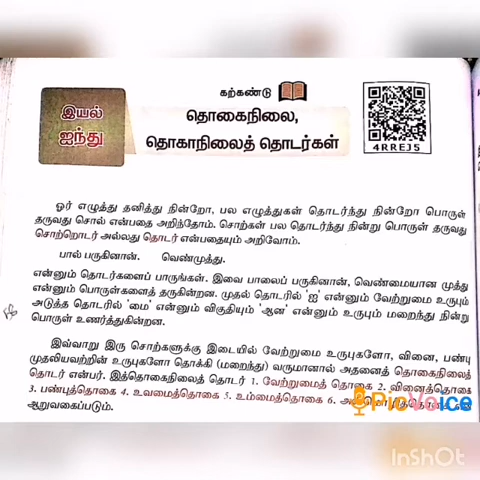 கற்கண்டு
இயல்
ஐந்து
தொகைநிலை,
தொகாநிலைத் தொடர்கள்
4RREJ5
ஓர் எழுத்து தனித்து நின்றோ, பல எழுத்துகள் தொடர்ந்து நின்றோ பொருள்
தருவது சொல் என்பதை அறிந்தோம். சொற்கள் பல தொடர்ந்து நின்று பொருள் தருவது
சொற்றொடர் அல்லது தொடர் என்பதையும் அறிவோம்.
பால் பருகினான். வெண்முத்து.
என்னும் தொடர்களைப் பாருங்கள். இவை பாலைப் பருகினான், வெண்மையான முத்து
என்னும் பொருள்களைத் தருகின்றன. முதல் தொடரில் 'ஐ' என்னும் வேற்றுமை உருபும்
அடுத்த தொடரில் 'மை' என்னும் விகுதியும் 'ஆன' என்னும் உருபும் மறைந்து நின்று
பொருள் உணர்த்துகின்றன.
இவ்வாறு இரு சொற்களுக்கு இடையில் வேற்றுமை உருபுகளோ, வினை, பண்பு
முதலியவற்றின் உருபுகளோ தொக்கி (மறைந்து) வருமானால் அதனைத் தொகைநிலைத்
தொடர் என்பர். இத்தொகைநிலைத் தொடர் 1. வேற்றுமைத் தொகை 2. வினைத்தொகை
3. பண்புத்தொகை 4. உவமைத்தொகை 5. உம்மைத்தொகை 6.
ஆறுவகைப்படும்.
PicVoice
InShOt